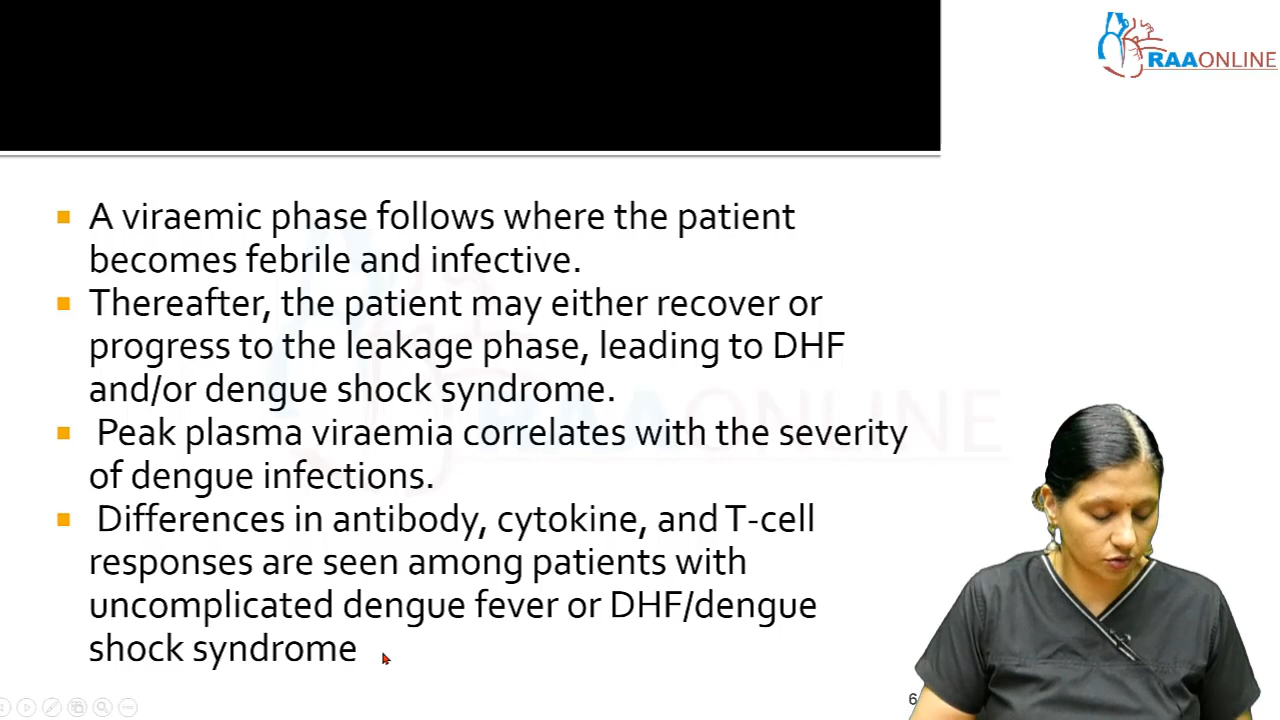 RAAONLINE
A viraemic phase follows where the patient
becomes febrile and infective.
Thereafter, the patient may either recover or
progress to the leakage phase, leading to DHF
and/or dengue shock syndrome.
Peak plasma viraemia correlates with the severity
of dengue infections.
Differences in antibody, cytokine, and T-cell
responses are seen among patients with
uncomplicated dengue fever or DHF/dengue
shock syndrome
6